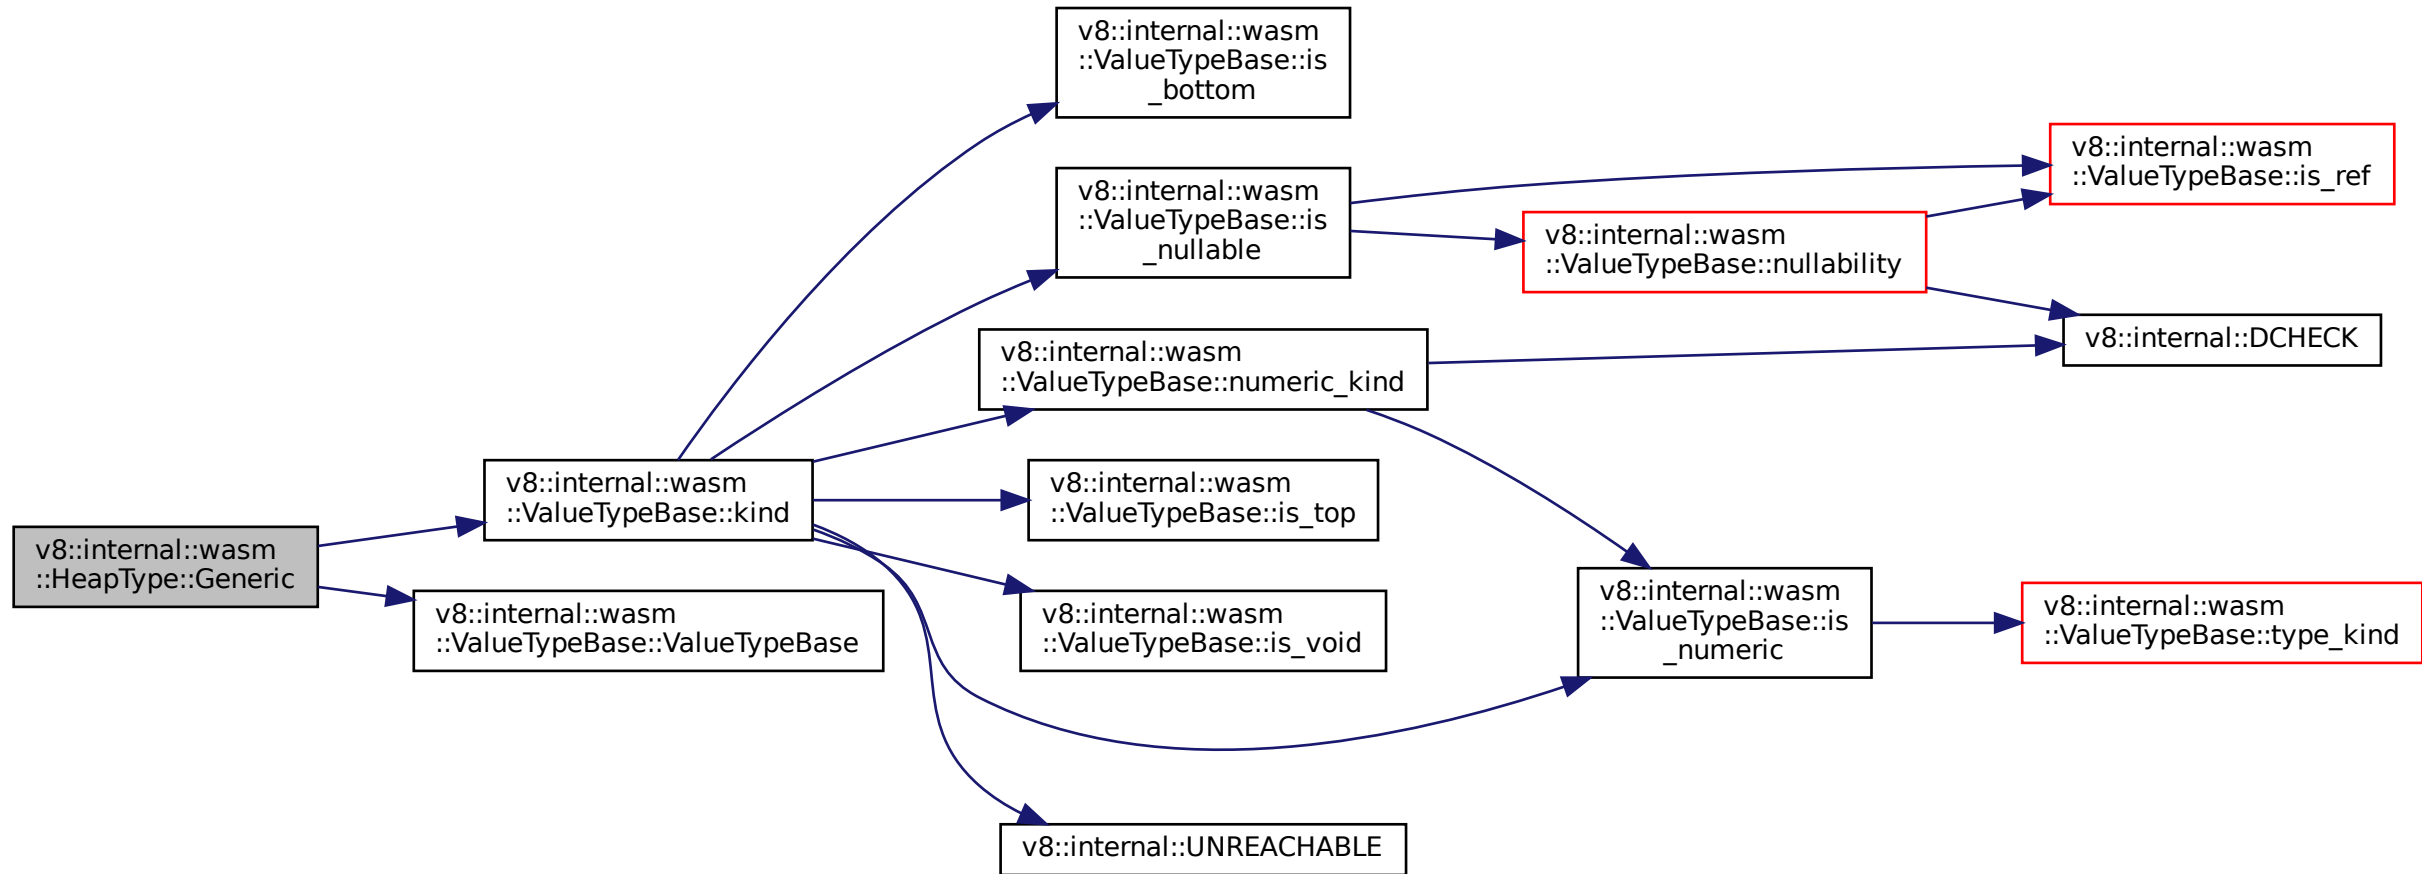 v8::internal::wasm
::HeapType::Generic
v8::internal::wasm
::ValueTypeBase::kind
v8::internal::wasm
::ValueTypeBase::ValueTypeBase
v8::internal::wasm
::ValueTypeBase::is
_bottom
v8::internal::wasm
::ValueTypeBase::is
_nullable
v8::internal::wasm
::ValueTypeBase::numeric_kind
v8::internal::wasm
::ValueTypeBase::is_top
v8::internal::wasm
::ValueTypeBase::is_void
v8::internal::UNREACHABLE
v8::internal::wasm
::ValueTypeBase::nullability
v8::internal::wasm
::ValueTypeBase::is
_numeric
v8::internal::wasm
::ValueTypeBase::is_ref
v8::internal::DCHECK
v8::internal::wasm
::ValueTypeBase::type_kind